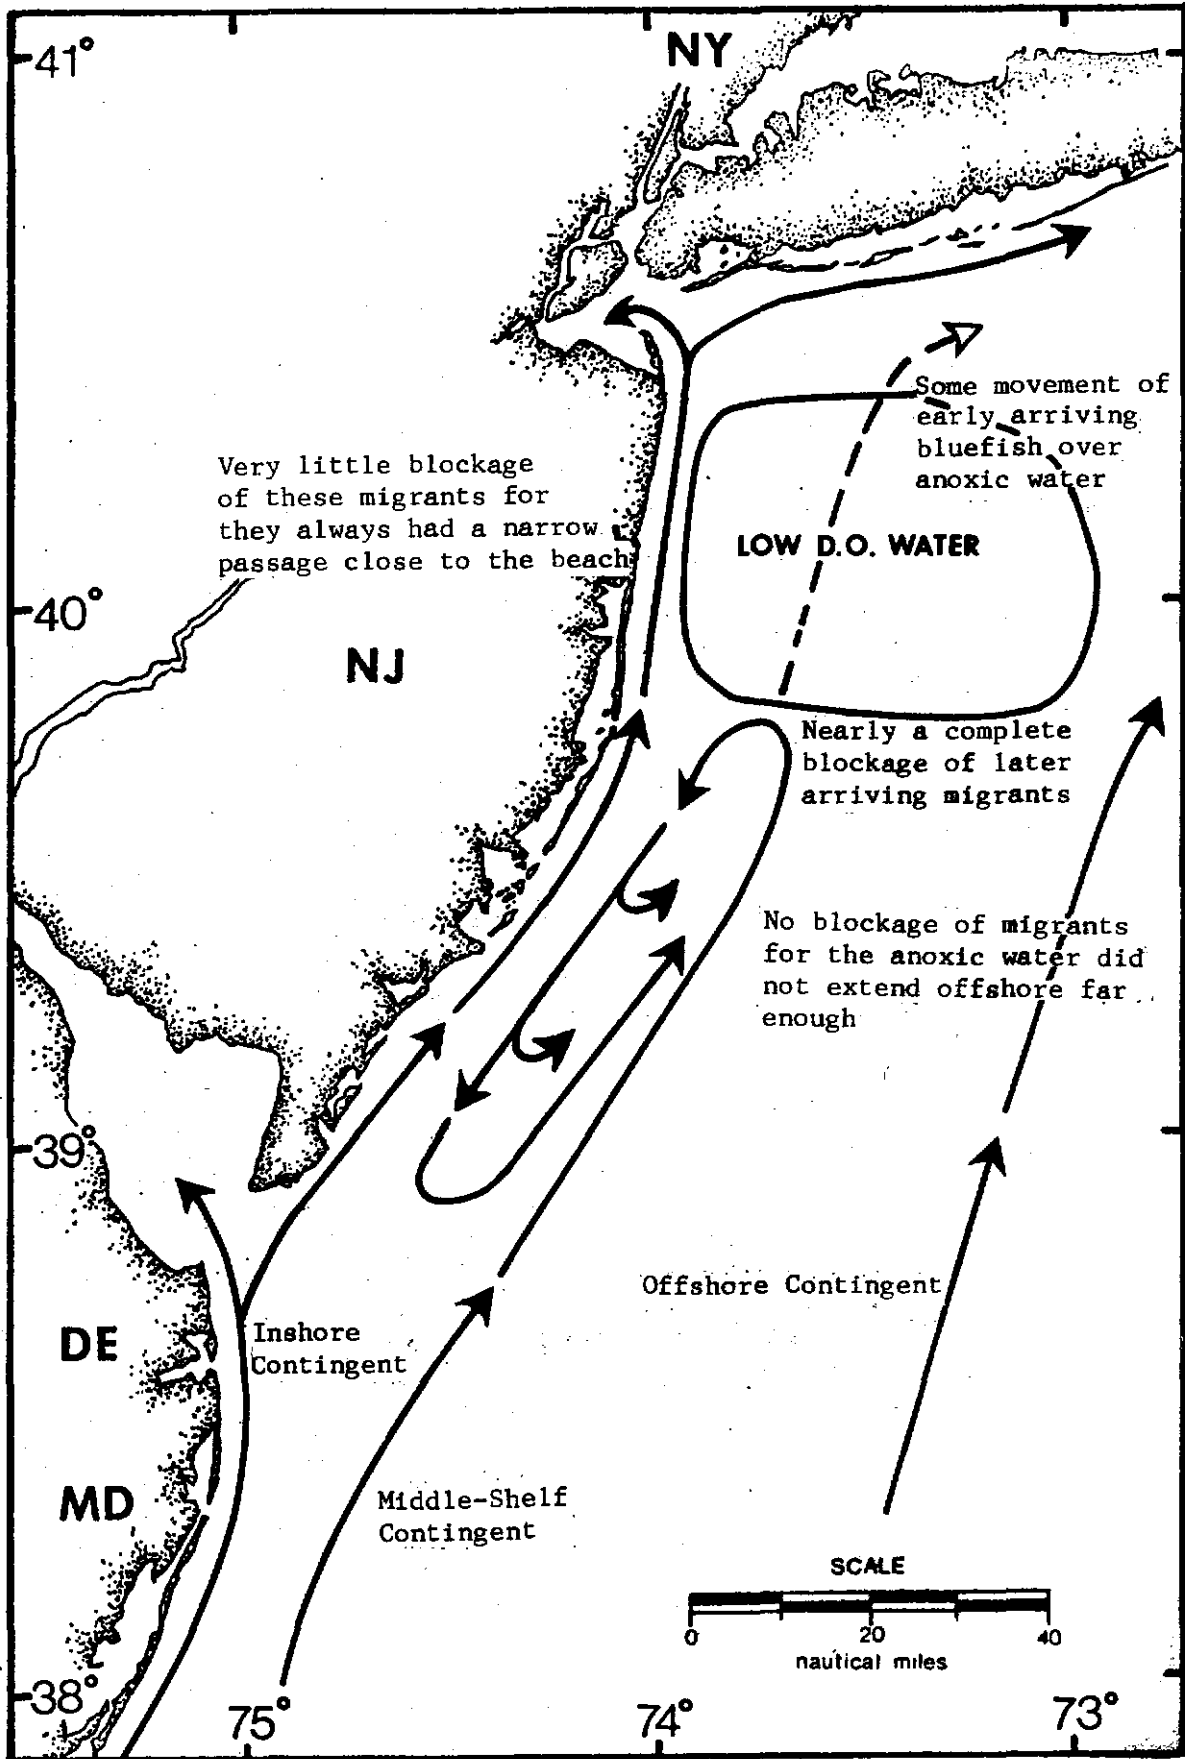 41°
NY
Some movement of
early arriving
bluefish over
anoxic water
Very little blockage
of these migrants for
they always had a narrow
passage close to the beach
LOW D.O. WATER
40°
NJ
Nearly a complete
blockage of later
arriving migrants
No blockage of migrants
for the anoxic water did
not extend offshore far
enough
39°
Offshore Contingent
DE
Inshore
Contingent
MD
Middle-Shelf
Contingent
SCALE
0 20 40
nautical miles
38°
75° 74° 73°